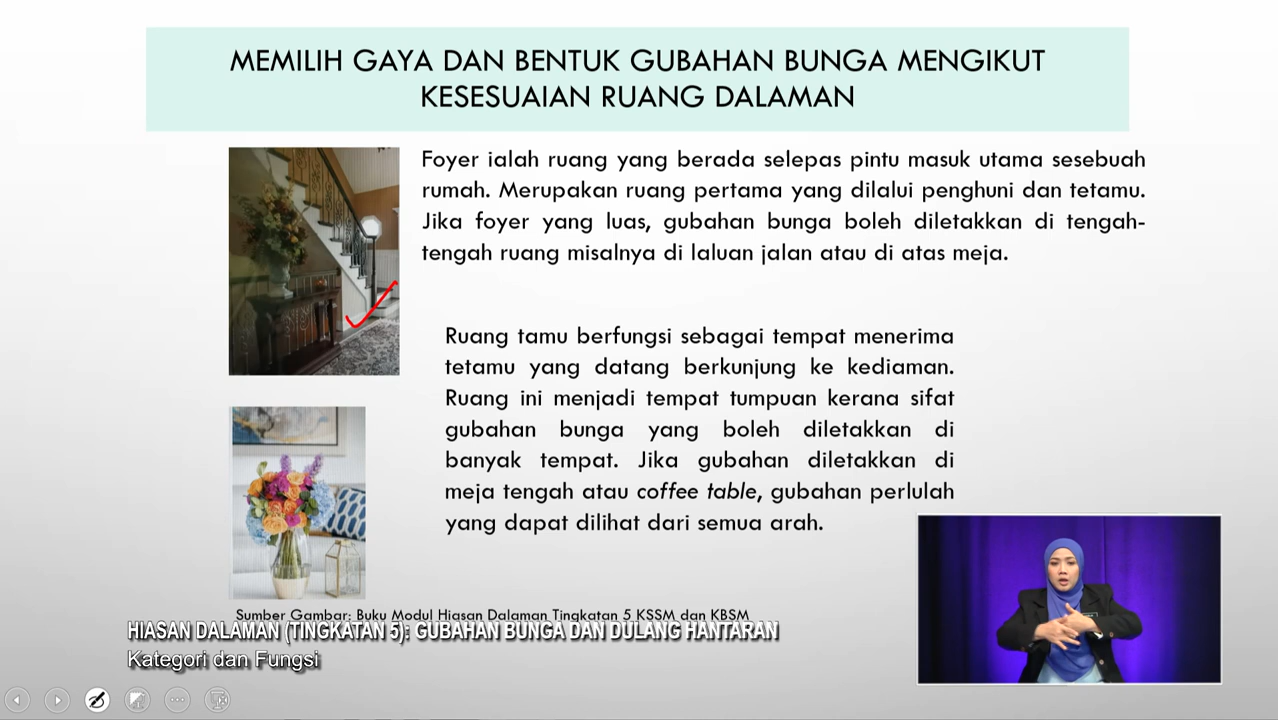 MEMILIH GAYA DAN BENTUK GUBAHAN BUNGA MENGIKUT
KESESUAIAN RUANG DALAMAN
Foyer ialah ruang yang berada selepas pintu masuk utama sesebuah
rumah. Merupakan ruang pertama yang dilalui penghuni dan tetamu.
Jika foyer yang luas, gubahan bunga boleh diletakkan di tengah-
tengah ruang misalnya di laluan jalan atau di atas meja.
Ruang tamu berfungsi sebagai tempat menerima
tetamu yang datang berkunjung ke kediaman.
Ruang ini menjadi tempat tumpuan kerana sifat
gubahan bunga yang boleh diletakkan di
banyak tempat. Jika gubahan diletakkan di
meja tengah atau coffee table, gubahan perlulah
yang dapat dilihat dari semua arah.
Sumber Gambar: Buku Modul Hiasan Dalaman Tingkatan 5 KSSM dan KBSM
HIASAN DALAMAN (TINGKATAN 5): GUBAHAN BUNGA DAN DULANG HANTARAN
Kategori dan Fungsi